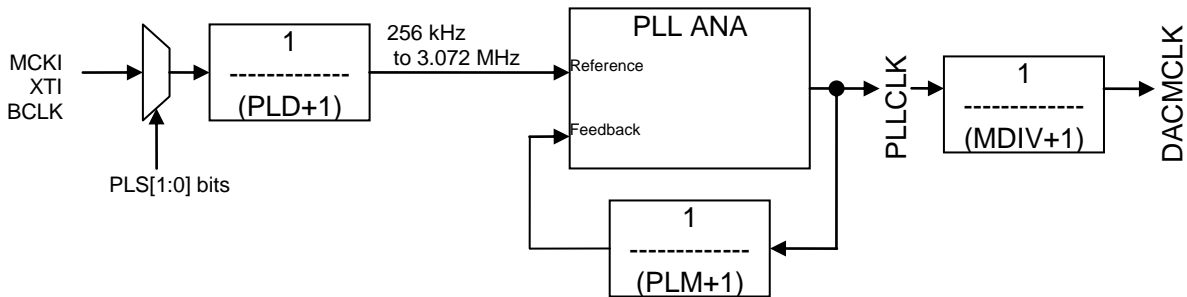 MCKI
XTI
BCLK
PLS[1:0] bits
1
------------
(PLD+1)
256 kHz
to 3.072 MHz
PLL ANA
Reference
Feedback
1
------------
(PLM+1)
PLLCLK
1
------------
(MDIV+1)
DACMCLK